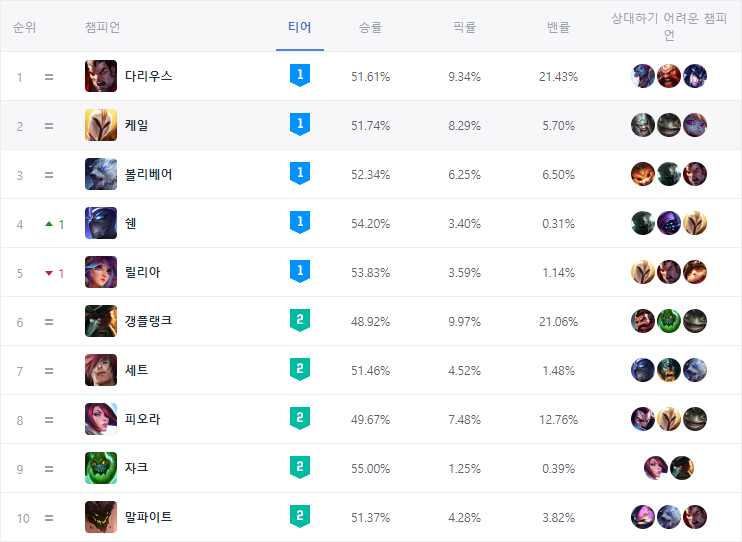 순위 챔피언 티어 승률 픽률 밴률 상대하기 어려운 챔피
언
1 = 다리우스 1 51.61% 9.34% 21.43%
2 = 케일 1 51.74% 8.29% 5.70%
3 = 볼리베어 1 52.34% 6.25% 6.50%
4 1 쉔 1 54.20% 3.40% 0.31%
5 1 릴리아 1 53.83% 3.59% 1.14%
6 = 갱플랭크 2 48.92% 9.97% 21.06%
7 = 세트 2 51.46% 4.52% 1.48%
8 = 피오라 2 49.67% 7.48% 12.76%
9 = 자크 2 55.00% 1.25% 0.39%
10 = 말파이트 2 51.37% 4.28% 3.82%